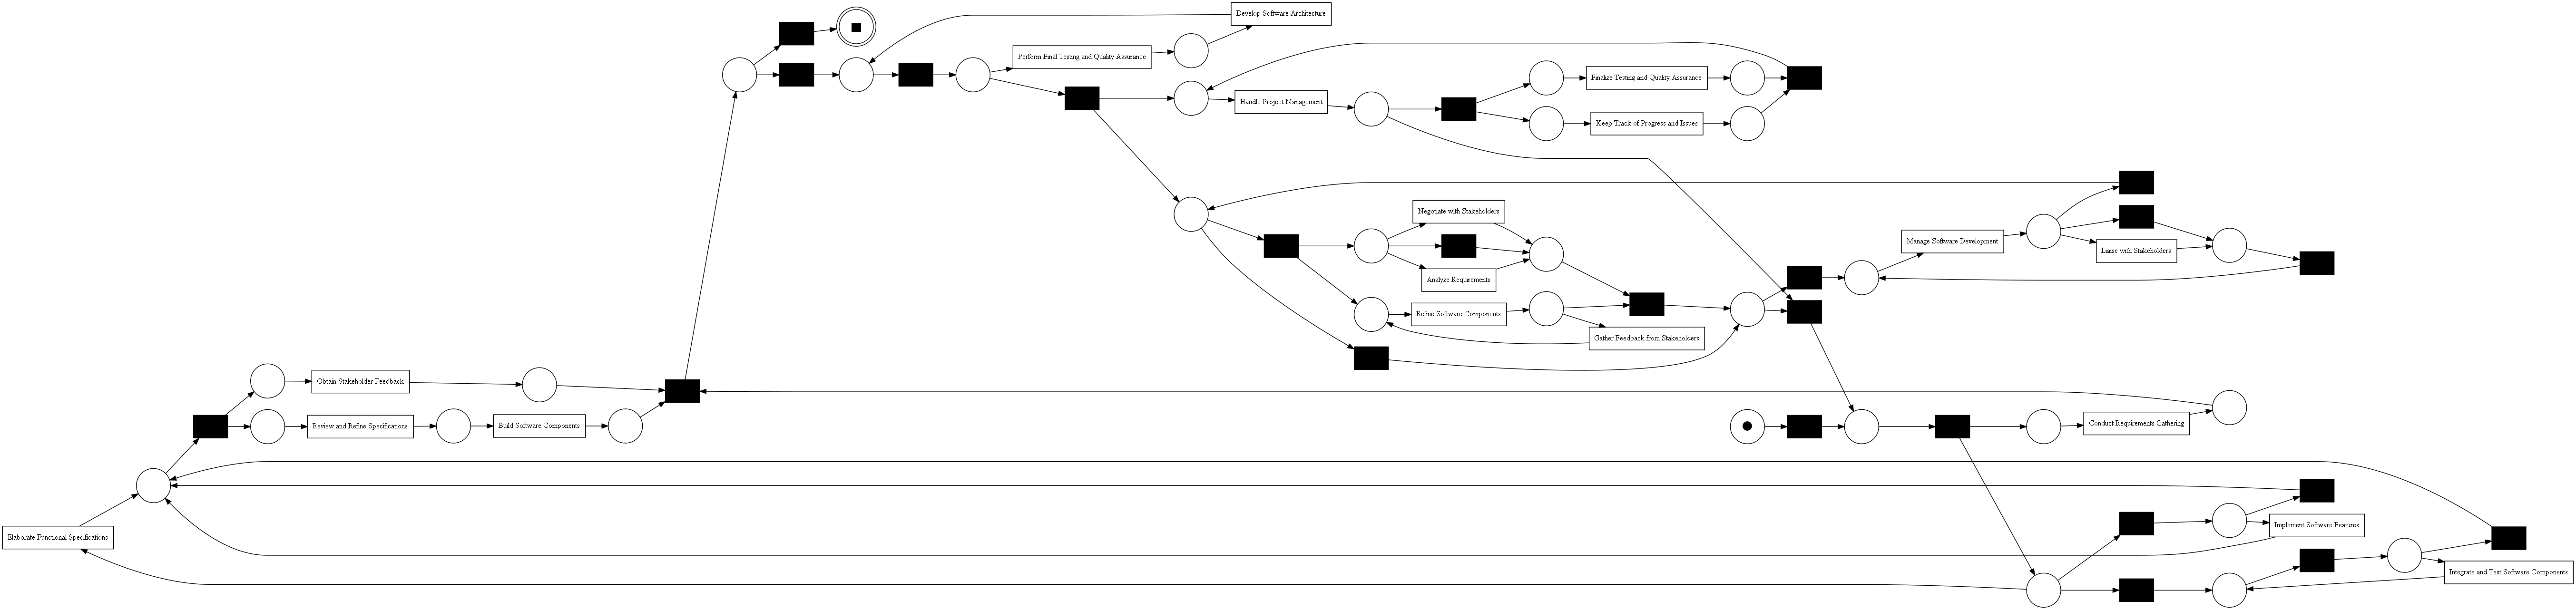 Develop Software Architecture
Perform Final Testing and Quality Assurance
Finalize Testing and Quality Assurance
Handle Project Management
Keep Track of Progress and Issues
Negotiate with Stakeholders
Manage Software Development
Liaise with Stakeholders
Analyze Requirements
Refine Software Components
Gather Feedback from Stakeholders
Obtain Stakeholder Feedback
Review and Refine Specifications
Build Software Components
Conduct Requirements Gathering
Implement Software Features
Elaborate Functional Specifications
Integrate and Test Software Components